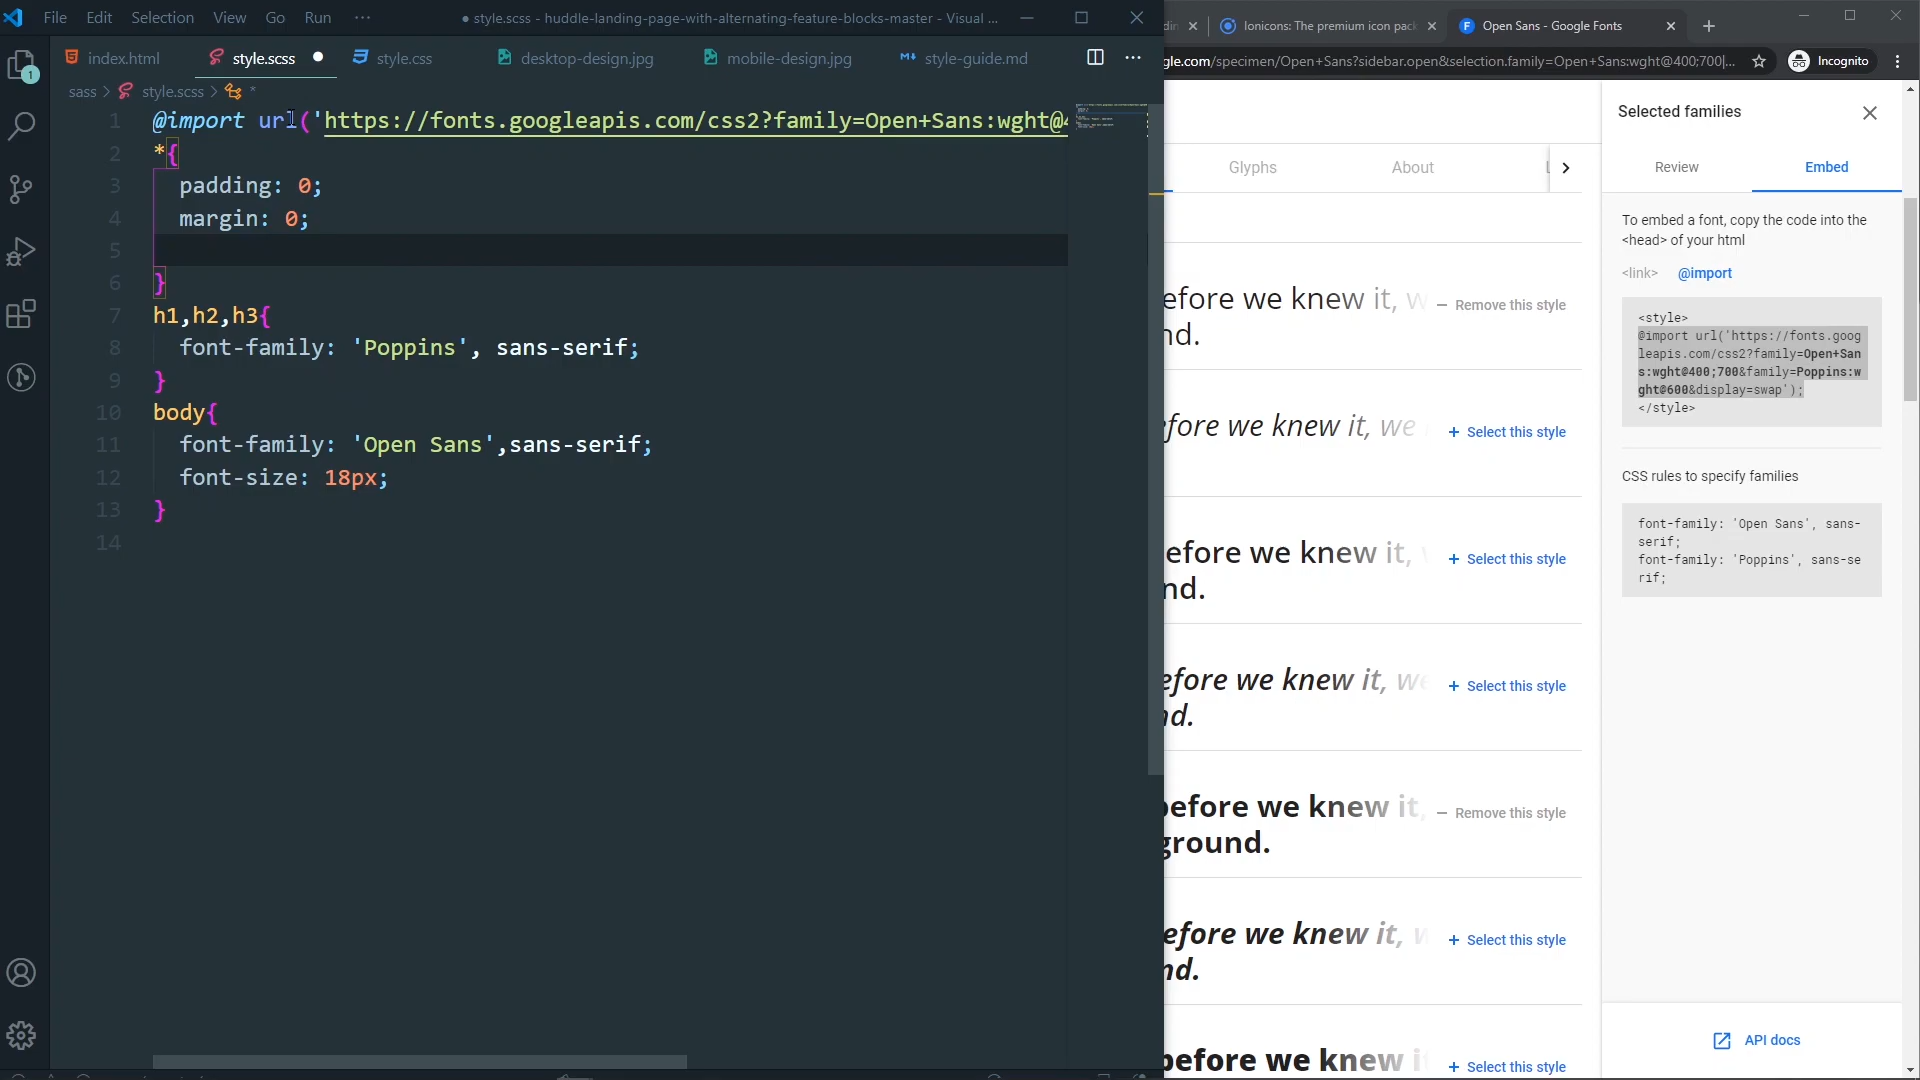 File Edit Selection View Go Run ···
● style.scss - huddle-landing-page-with-alternating-feature-blocks-master - Visual ...
index.html style.scss style.css desktop-design.jpg mobile-design.jpg style-guide.md
sass > style.scss > *
1 @import url('https://fonts.googleapis.com/css2?family=Open+Sans:wght@4
2 *{
3 padding: 0;
4 margin: 0;
5
6 }
7 h1,h2,h3{
8 font-family: 'Poppins', sans-serif;
9 }
10 body{
11 font-family: 'Open Sans',sans-serif;
12 font-size: 18px;
13 }
14
1
Ionicons: The premium icon pack
Open Sans - Google Fonts
gle.com/specimen/Open+Sans?sidebar.open&selection.family=Open+Sans:wght@400;700|...
Incognito
Glyphs About
efore we knew it, w
nd.
Remove this style
efore we knew it, we
Select this style
efore we knew it,
nd.
Select this style
efore we knew it, we
nd.
Select this style
before we knew it,
ground.
Remove this style
efore we knew it,
nd.
Select this style
before we knew i
Select this style
Selected families
Review Embed
To embed a font, copy the code into the
<head> of your html
<link> @import
<style>
@import url('https://fonts.goog
leapis.com/css2?family=Open+San
s:wght@400;700&family=Poppins:w
ght@600&display=swap');
</style>
CSS rules to specify families
font-family: 'Open Sans', sans-
serif;
font-family: 'Poppins', sans-se
rif;
API docs